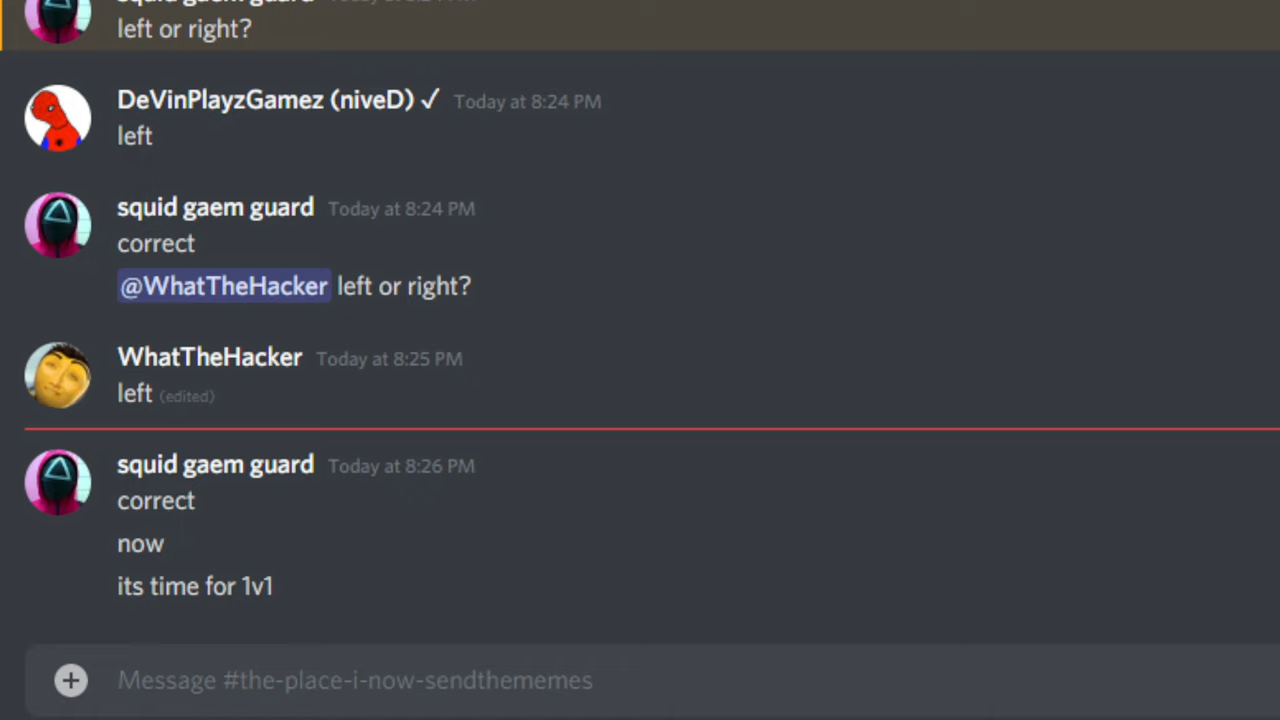 left or right?
DeVinPlayzGamez (niveD) ✓ Today at 8:24 PM
left
squid gaem guard Today at 8:24 PM
correct
@WhatTheHacker left or right?
WhatTheHacker Today at 8:25 PM
left (edited)
squid gaem guard Today at 8:26 PM
correct
now
its time for 1v1
Message #the-place-i-now-sendthememes